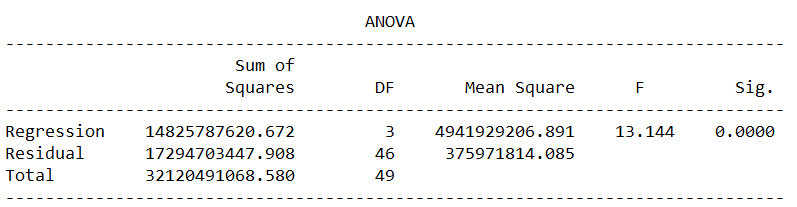 ANOVA
Sum of
Squares DF Mean Square F Sig.
Regression 14825787620.672 3 4941929206.891 13.144 0.0000
Residual 17294703447.908 46 375971814.085
Total 32120491068.580 49